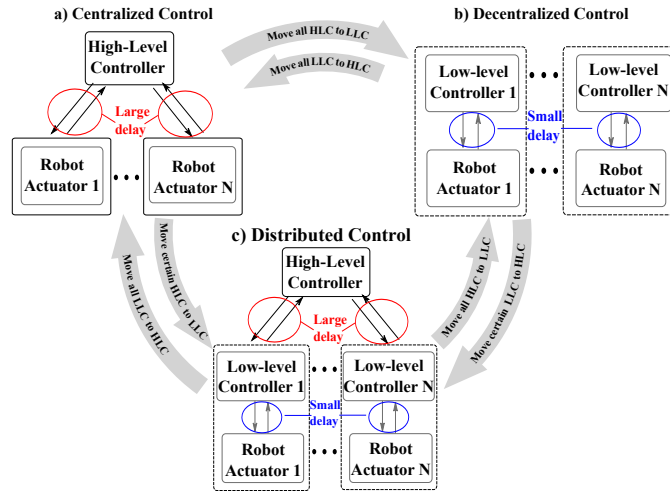 a) Centralized Control
High-Level
Controller
Large
delay
Robot
Actuator 1
•••
Robot
Actuator N
Move all HLC to LLC
Move all LLC to HLC
b) Decentralized Control
Low-level
Controller 1
•••
Low-level
Controller N
Small
delay
Robot
Actuator 1
•••
Robot
Actuator N
Move all LLC to HLC
Move certain HLC to LLC
Move all HLC to LLC
Move certain LLC to HLC
c) Distributed Control
High-Level
Controller
Large
delay
Low-level
Controller 1
•••
Low-level
Controller N
Small
delay
Robot
Actuator 1
•••
Robot
Actuator N